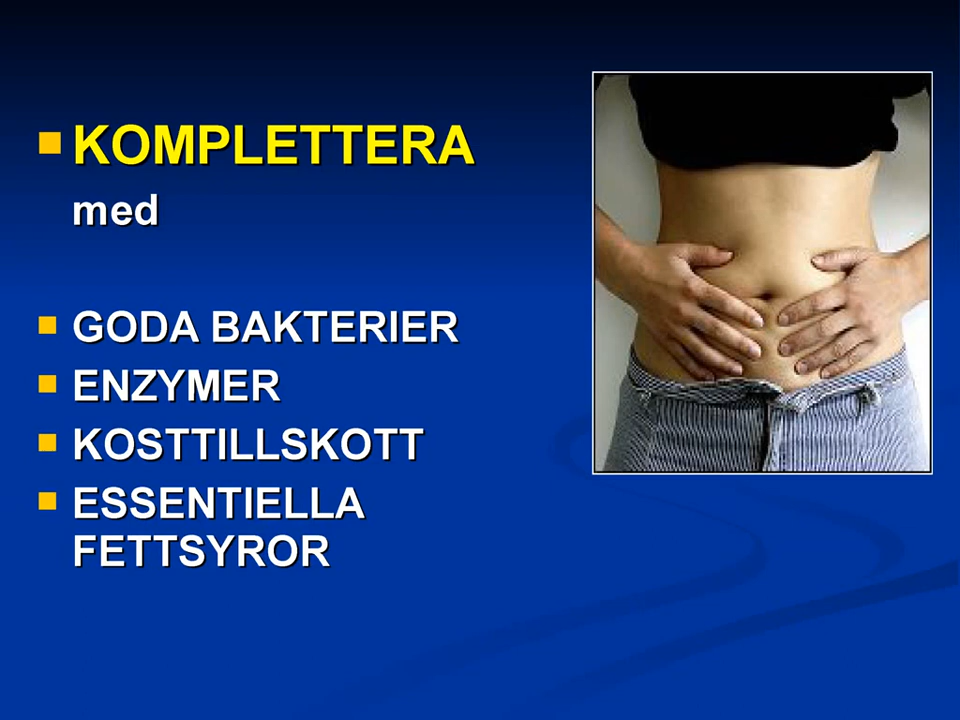 KOMPLETTERA
med
GODA BAKTERIER
ENZYMER
KOSTTILLSKOTT
ESSENTIELLA
FETTSYROR